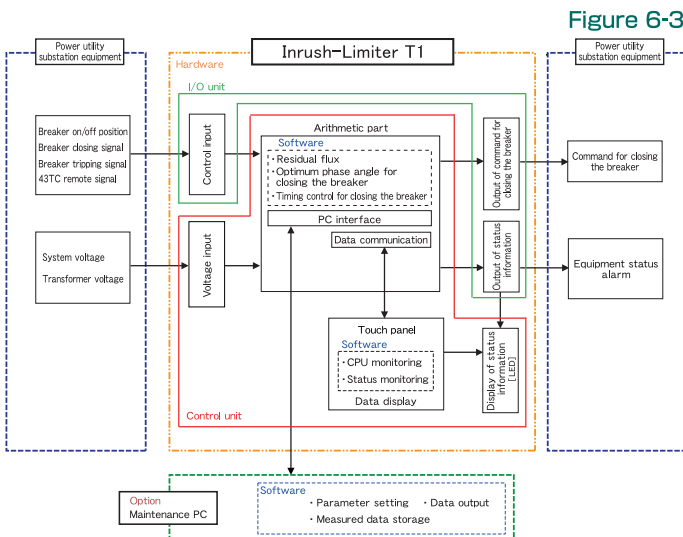 Figure 6-3
Power utility
substation equipment
Inrush-Limiter T1
Power utility
substation equipment
Hardware
I/O unit
Breaker on/off position
Breaker closing signal
Breaker tripping signal
43TC remote signal
Control input
Arithmetic part
Software
・Residual flux
・Optimum phase angle for
closing the breaker
・Timing control for closing the breaker
PC interface
Data communication
Output of command for
closing the breaker
Command for closing
the breaker
System voltage
Transformer voltage
Voltage input
Output of status
information
Equipment status
alarm
Touch panel
Software
・CPU monitoring
・Status monitoring
Data display
Display of status
information
[LED]
Control unit
Option
Maintenance PC
Software
・Parameter setting ・Data output
・Measured data storage